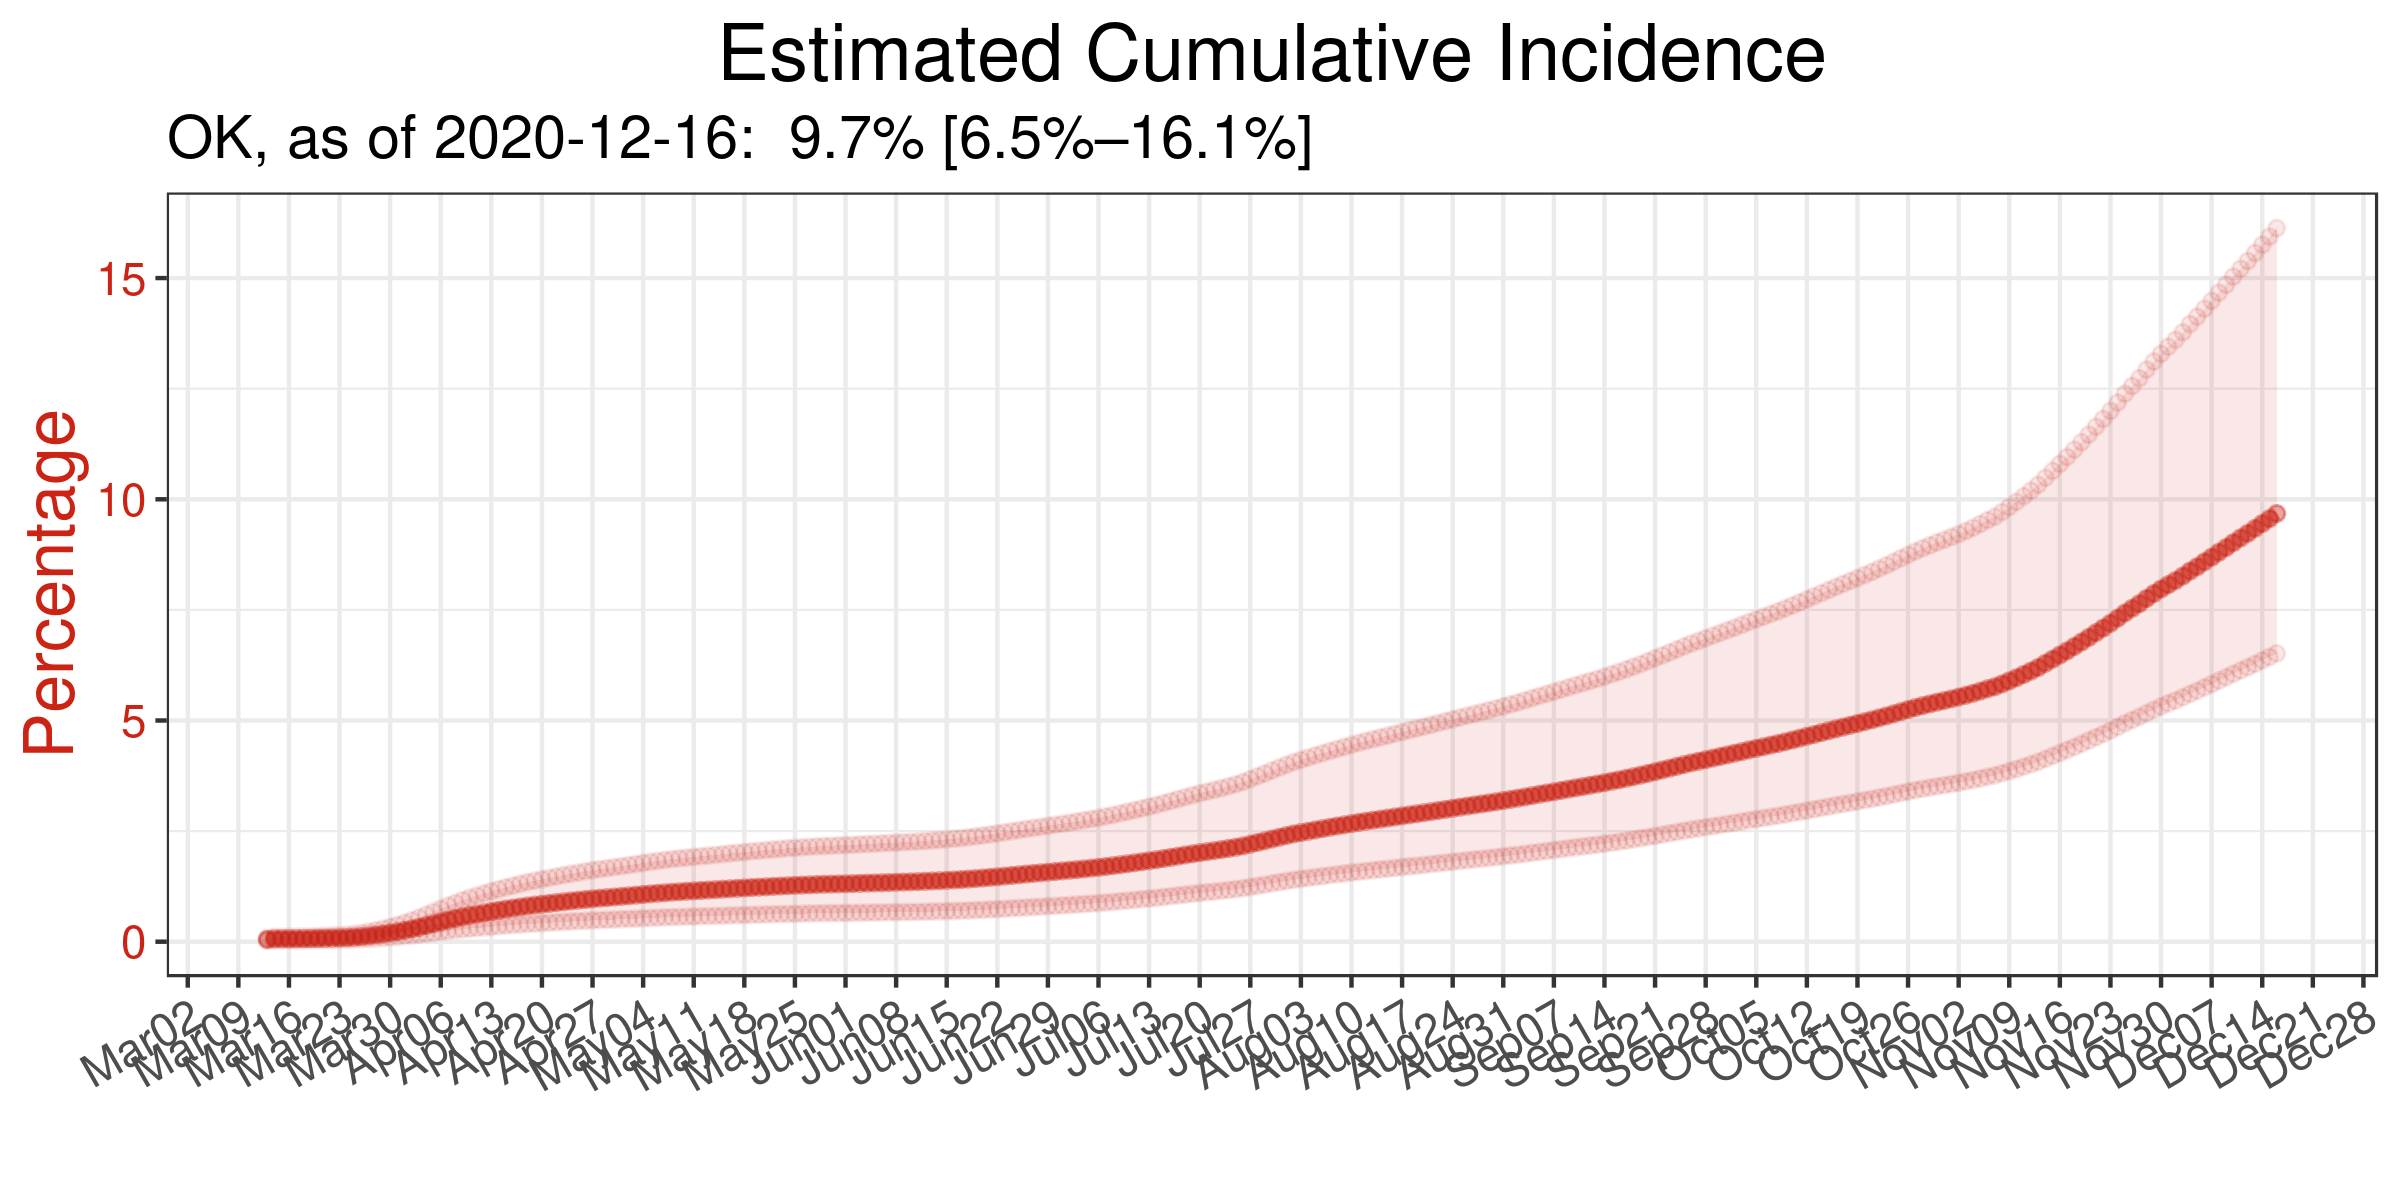 Estimated Cumulative Incidence
OK, as of 2020-12-16:  9.7% [6.5%–16.1%]
Percentage
15
10
5
0
Mar02
Mar09
Mar16
Mar23
Mar30
Apr06
Apr13
Apr20
Apr27
May04
May11
May18
May25
Jun01
Jun08
Jun15
Jun22
Jun29
Jul06
Jul13
Jul20
Jul27
Aug03
Aug10
Aug17
Aug24
Aug31
Sep07
Sep14
Sep21
Sep28
Oct05
Oct12
Oct19
Oct26
Nov02
Nov09
Nov16
Nov23
Nov30
Dec07
Dec14
Dec21
Dec28